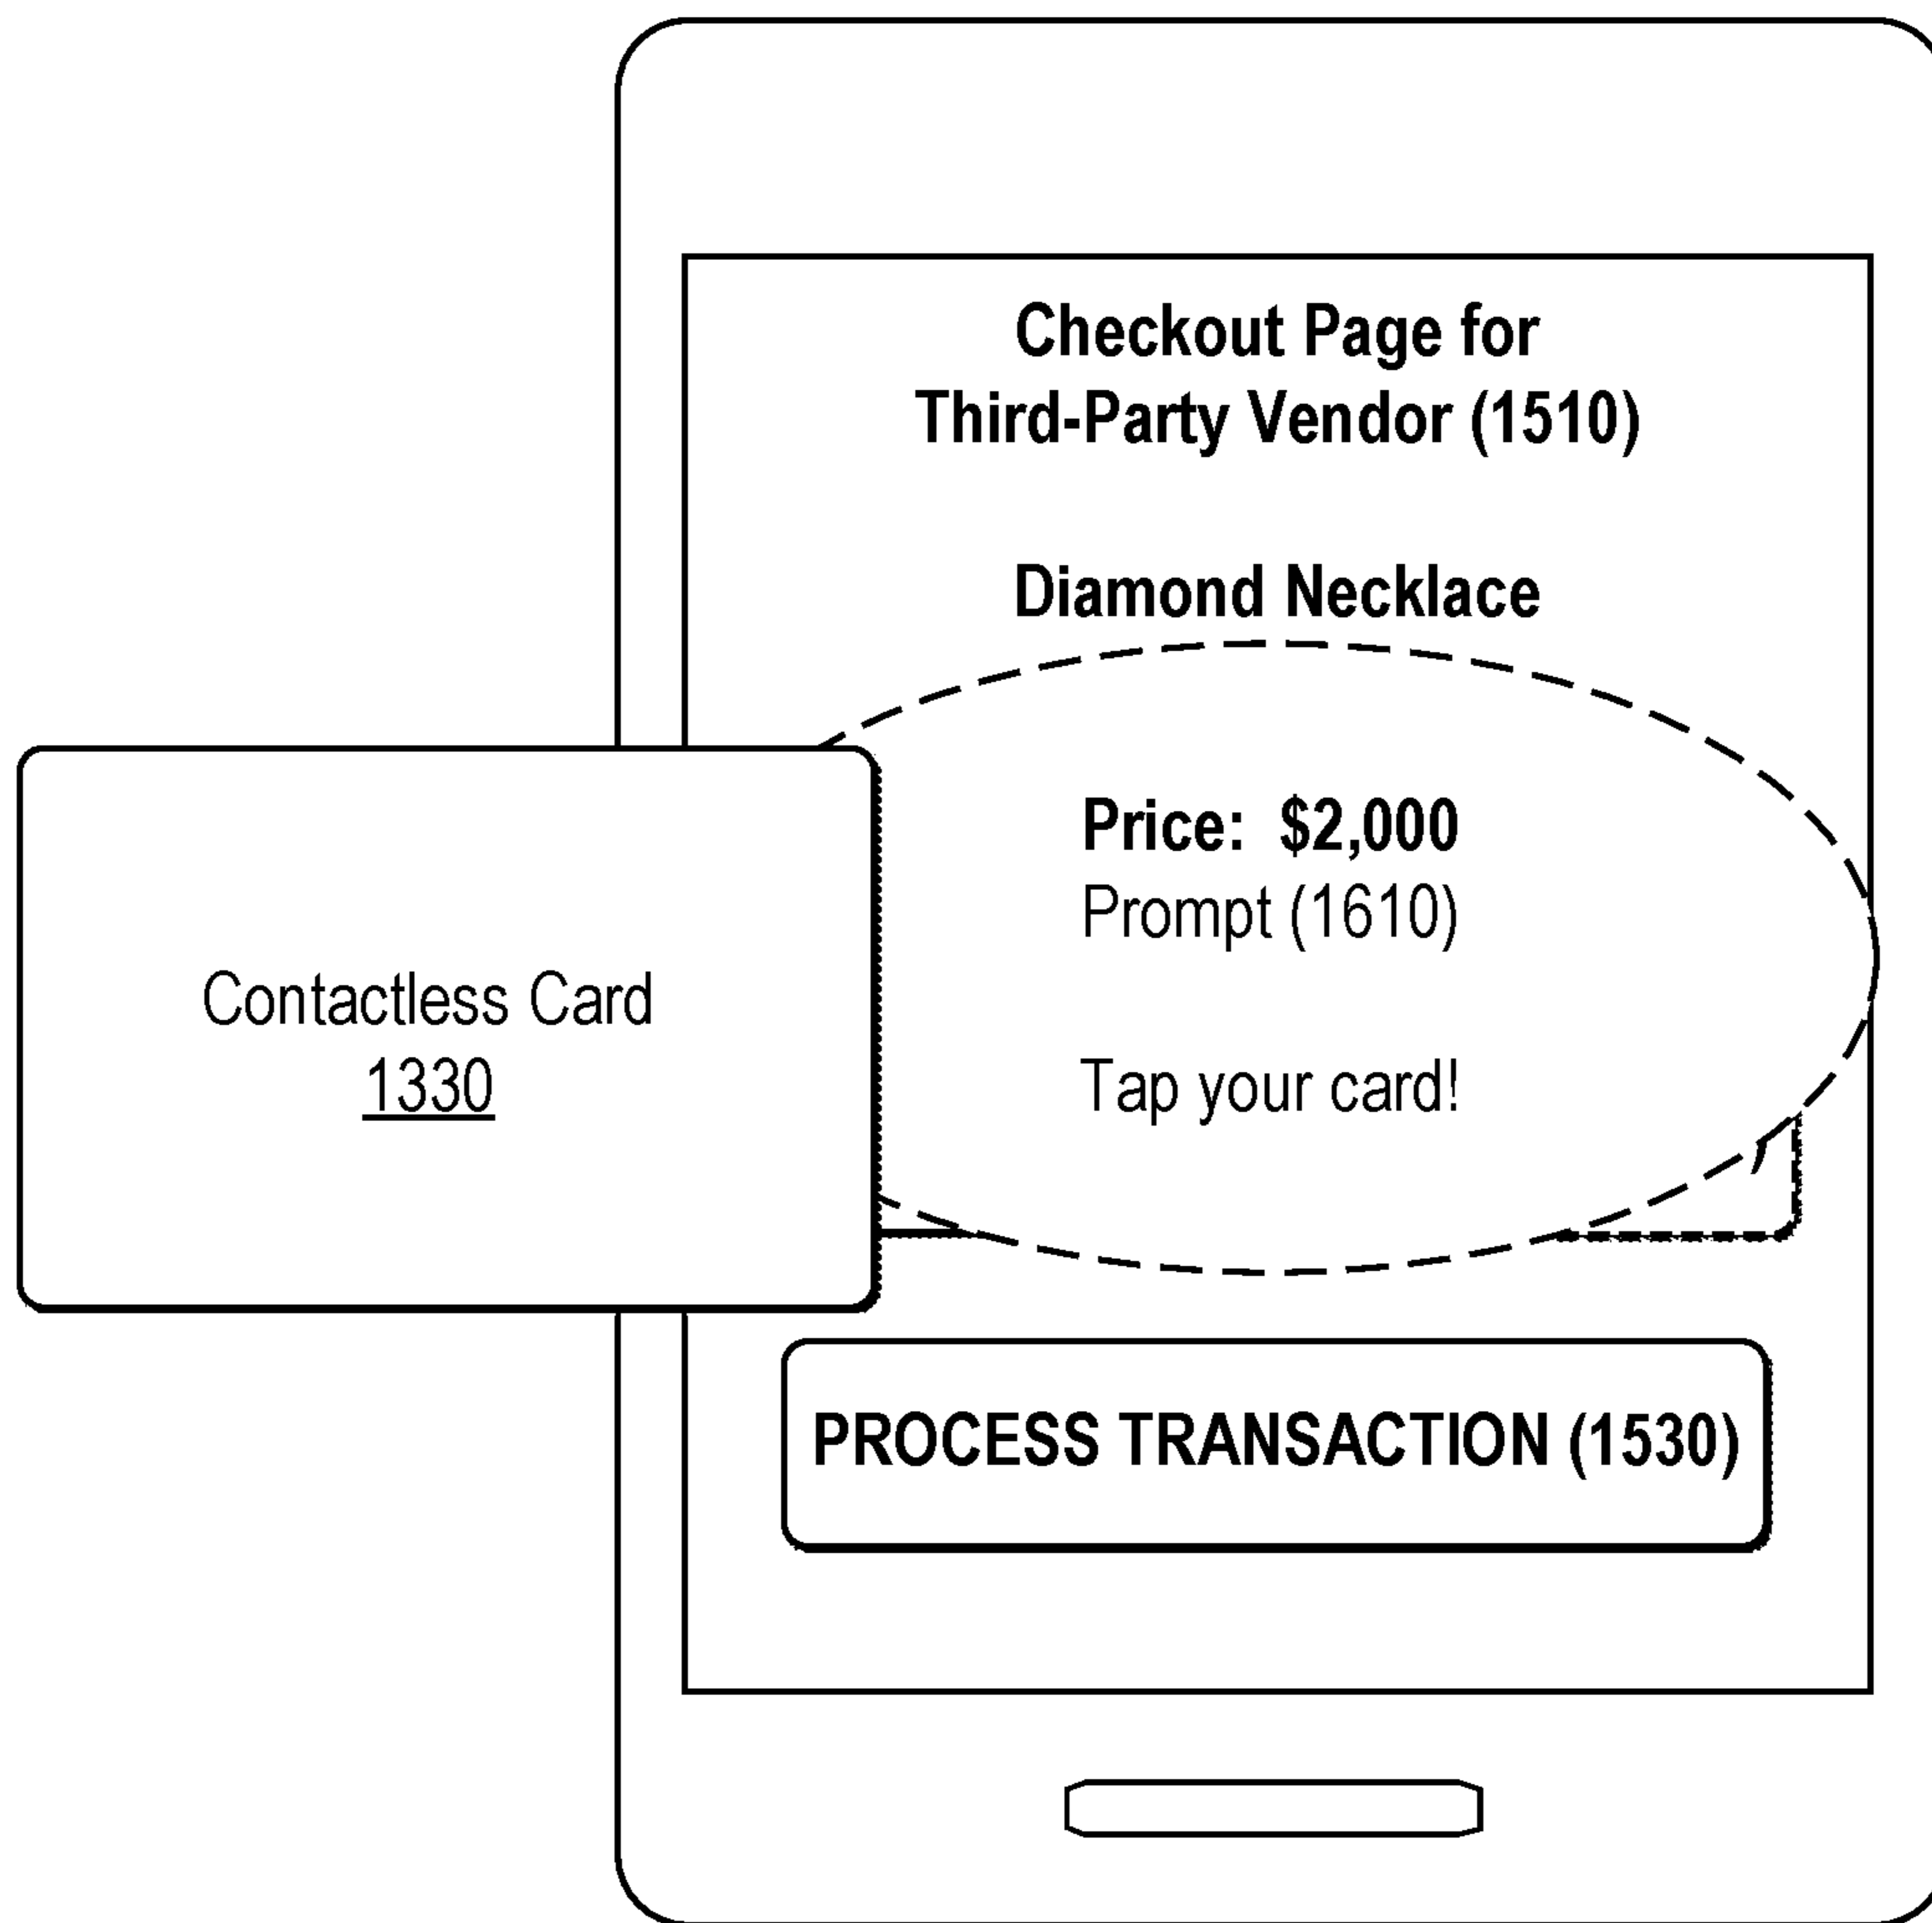 Checkout Page for
Third-Party Vendor (1510)
Diamond Necklace
Price: $2,000
Prompt (1610)
Tap your card!
Contactless Card
1330
PROCESS TRANSACTION (1530)